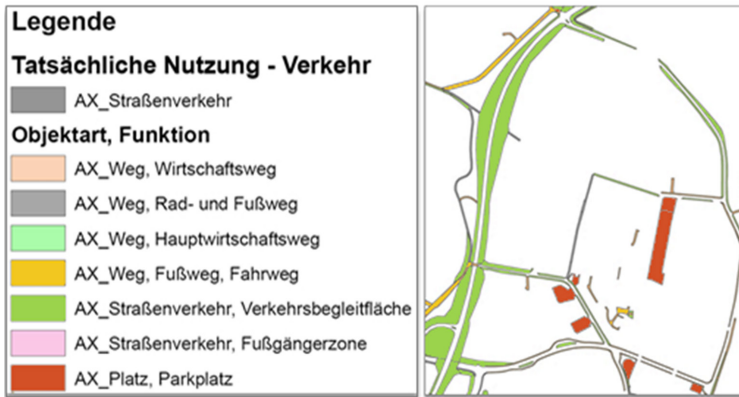 Legende
Tatsächliche Nutzung - Verkehr
AX_Straßenverkehr
Objektart, Funktion
AX_Weg, Wirtschaftsweg
AX_Weg, Rad- und Fußweg
AX_Weg, Hauptwirtschaftsweg
AX_Weg, Fußweg, Fahrweg
AX_Straßenverkehr, Verkehrsbegleitfläche
AX_Straßenverkehr, Fußgängerzone
AX_Platz, Parkplatz